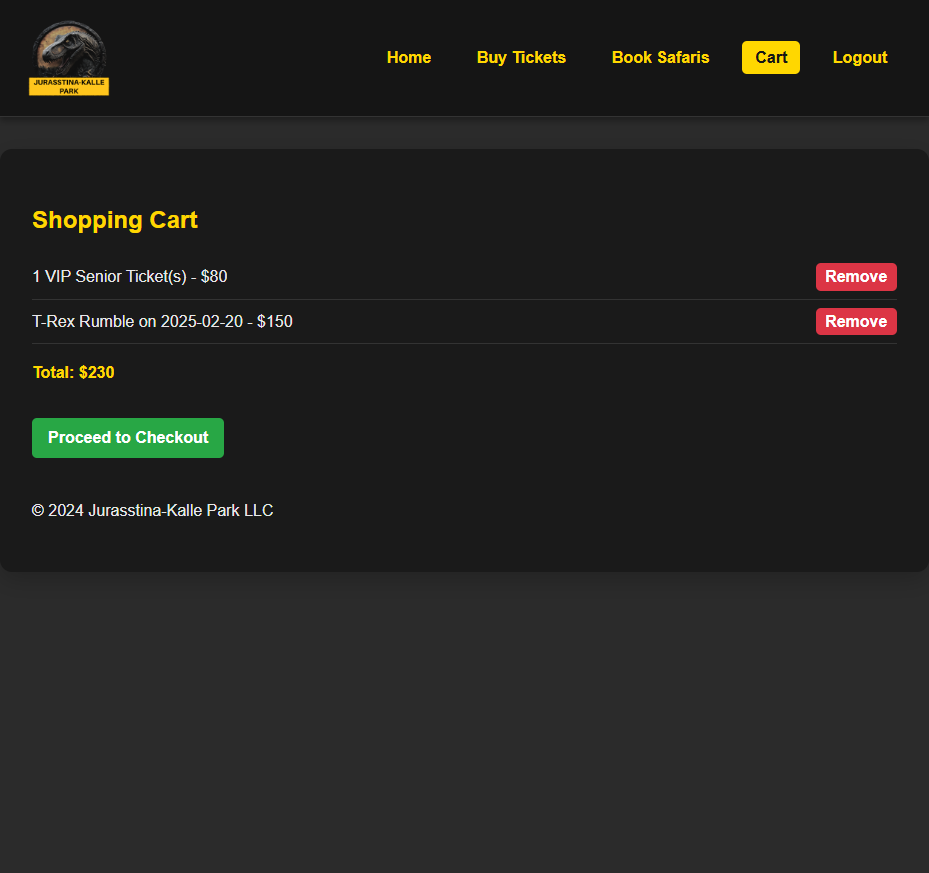 JURASSTINA-KALLE
PARK
Home
Buy Tickets
Book Safaris
Cart
Logout
Shopping Cart
1 VIP Senior Ticket(s) - $80
Remove
T-Rex Rumble on 2025-02-20 - $150
Remove
Total: $230
Proceed to Checkout
© 2024 Jurasstina-Kalle Park LLC